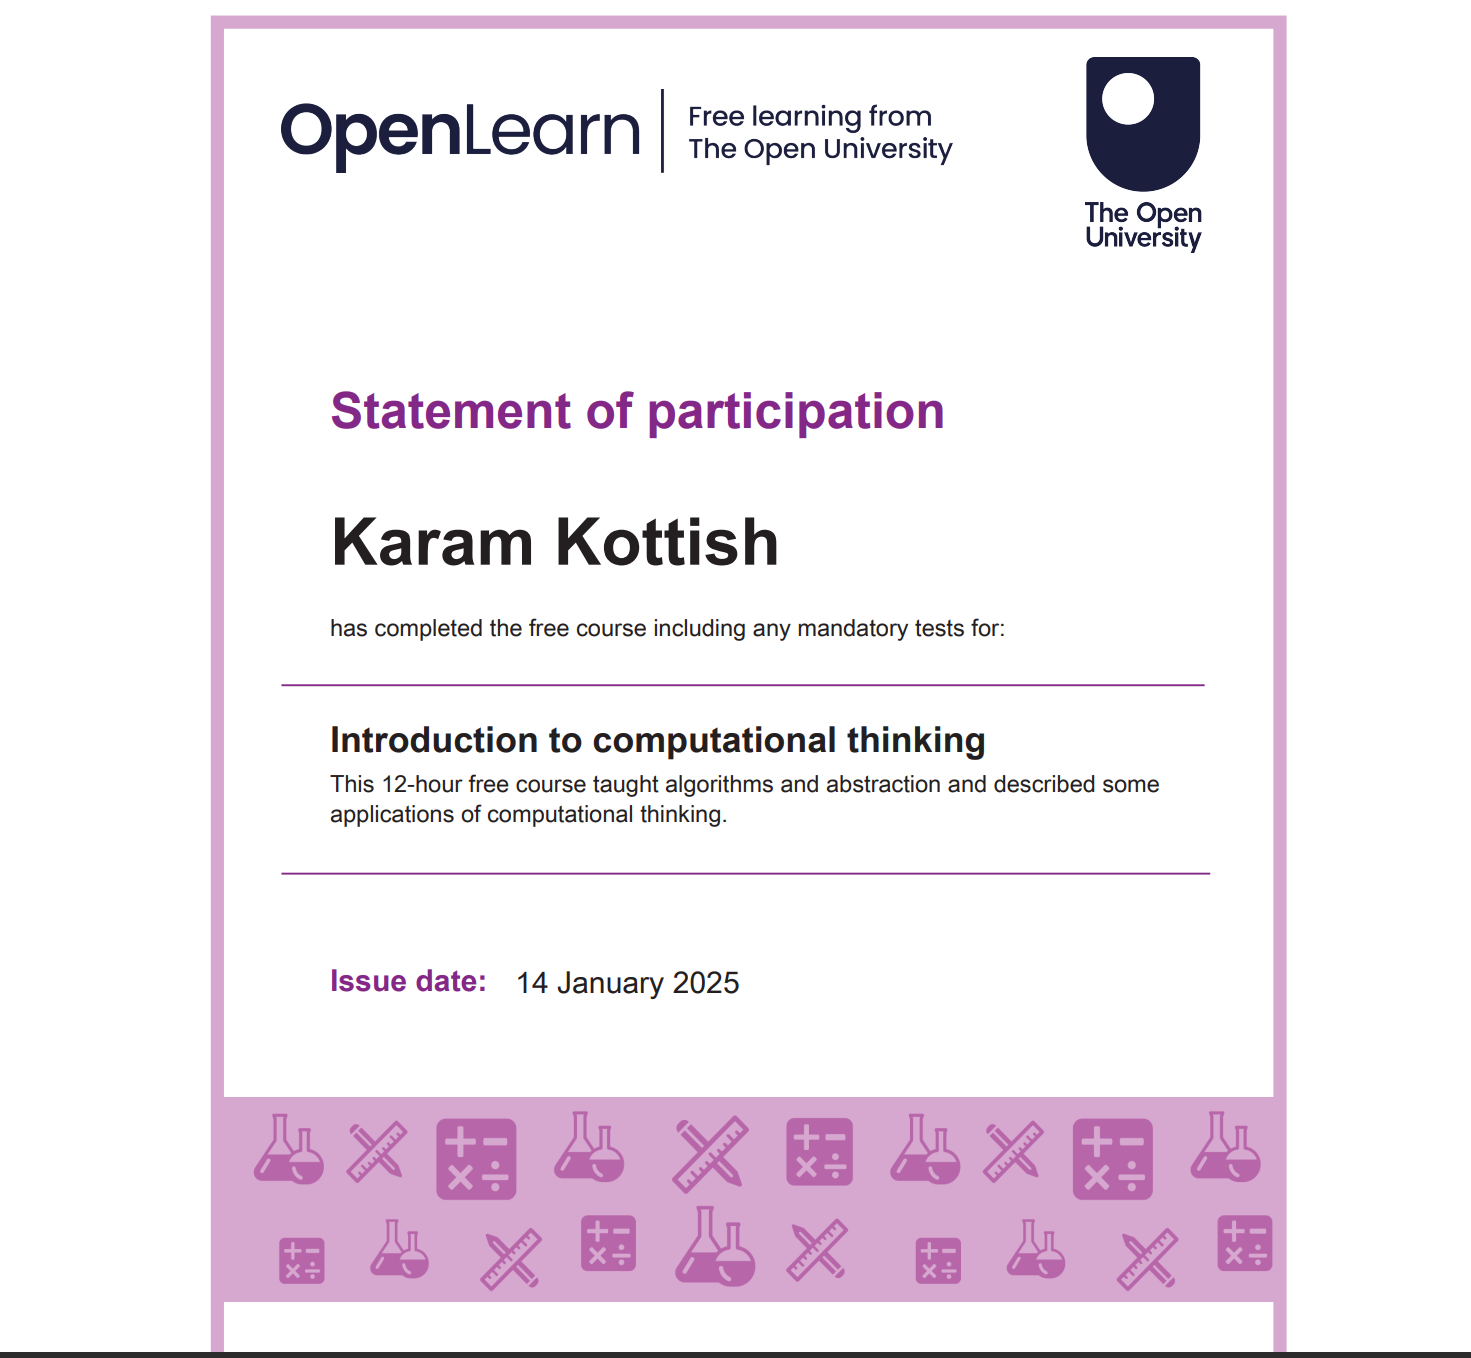 OpenLearn
Free learning from
The Open University
The Open
University
Statement of participation
Karam Kottish
has completed the free course including any mandatory tests for:
Introduction to computational thinking
This 12-hour free course taught algorithms and abstraction and described some
applications of computational thinking.
Issue date: 14 January 2025